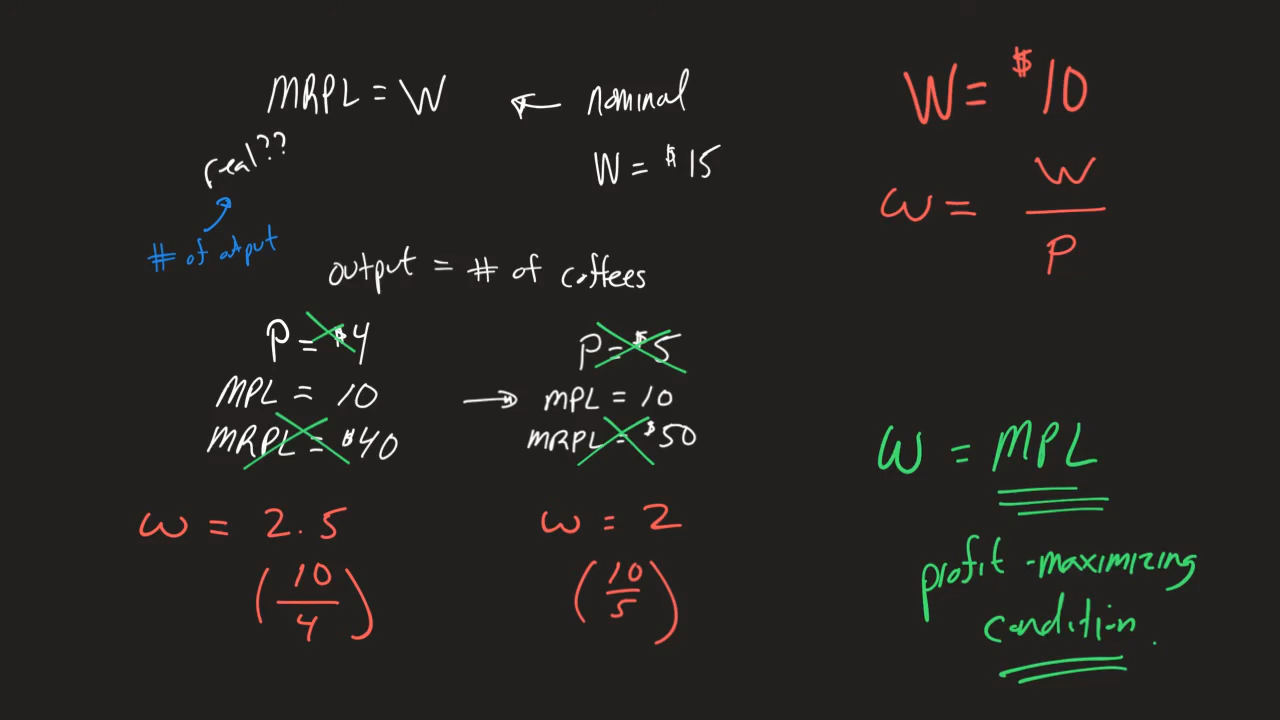 MRPL = W ← nominal
real??
W = $15
# of output
output = # of coffees
P = $4
MPL = 10
MRPL = $40
w = 2.5
(10/4)
P = $5
→ MPL = 10
MRPL = $50
w = 2
(10/5)
W = $10
w = W/P
w = MPL
profit-maximizing
condition.